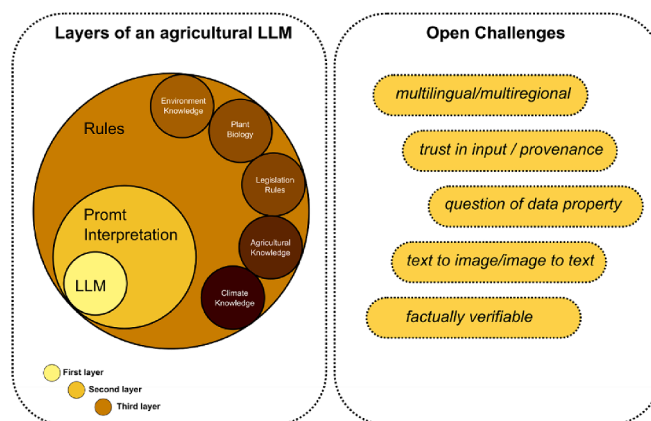 Layers of an agricultural LLM
Rules
Environment
Knowledge
Plant
Biology
Legislation
Rules
Agricultural
Knowledge
Climate
Knowledge
Promt
Interpretation
LLM
First layer
Second layer
Third layer
Open Challenges
multilingual/multiregional
trust in input / provenance
question of data property
text to image/image to text
factually verifiable